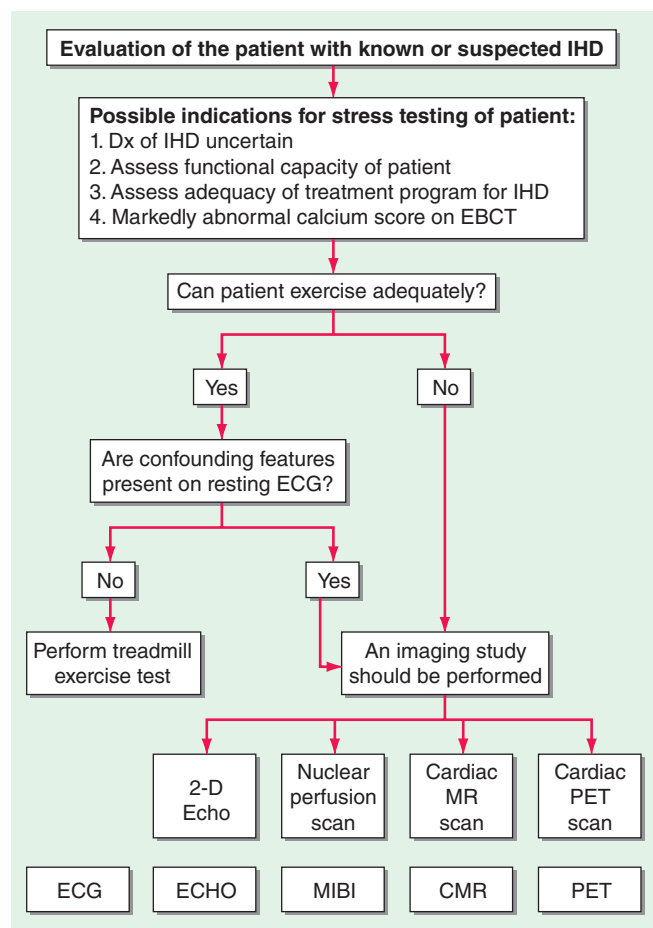 Evaluation of the patient with known or suspected IHD
Possible indications for stress testing of patient:
1. Dx of IHD uncertain
2. Assess functional capacity of patient
3. Assess adequacy of treatment program for IHD
4. Markedly abnormal calcium score on EBCT
Can patient exercise adequately?
Yes
No
Are confounding features
present on resting ECG?
No
Yes
Perform treadmill
exercise test
An imaging study
should be performed
2-D
Echo
Nuclear
perfusion
scan
Cardiac
MR
scan
Cardiac
PET
scan
ECG
ECHO
MIBI
CMR
PET